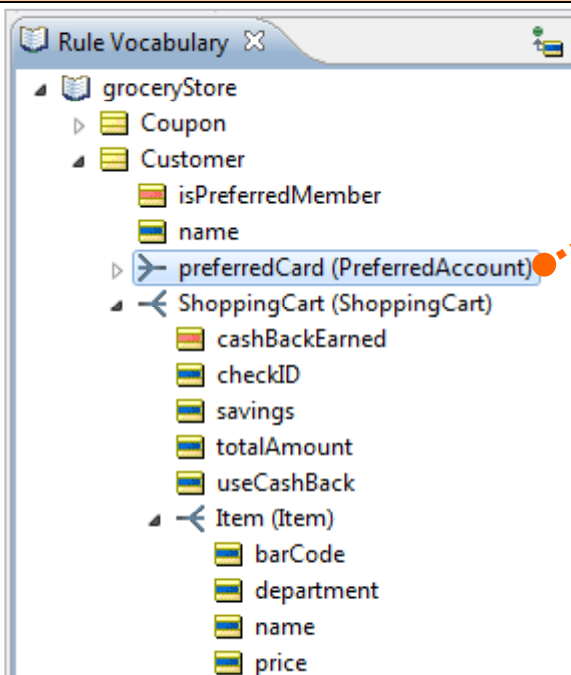 Rule Vocabulary
groceryStore
Coupon
Customer
isPreferredMember
name
preferredCard (PreferredAccount)
ShoppingCart (ShoppingCart)
cashBackEarned
checkID
savings
totalAmount
useCashBack
Item (Item)
barCode
department
name
price